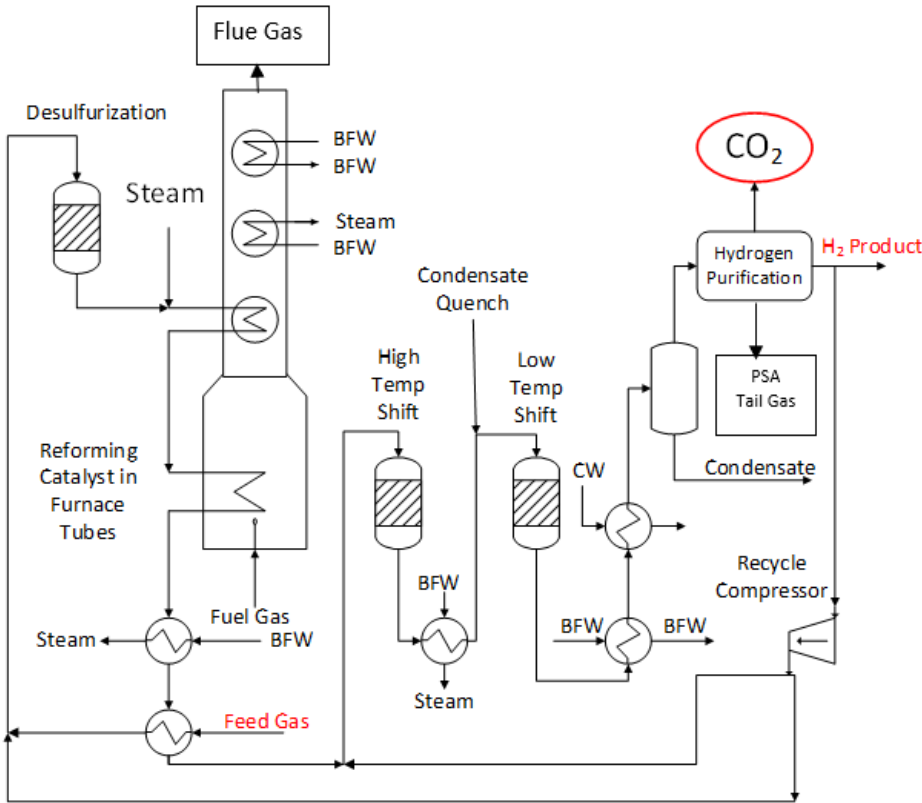 Flue Gas
Desulfurization
BFW
BFW
Steam
Steam
BFW
CO2
H2 Product
Hydrogen
Purification
Condensate
Quench
High
Temp
Shift
Low
Temp
Shift
PSA
Tail Gas
Reforming
Catalyst in
Furnace
Tubes
CW
Condensate
Recycle
Compressor
Fuel Gas
BFW
Steam
BFW
BFW
BFW
Steam
Feed Gas